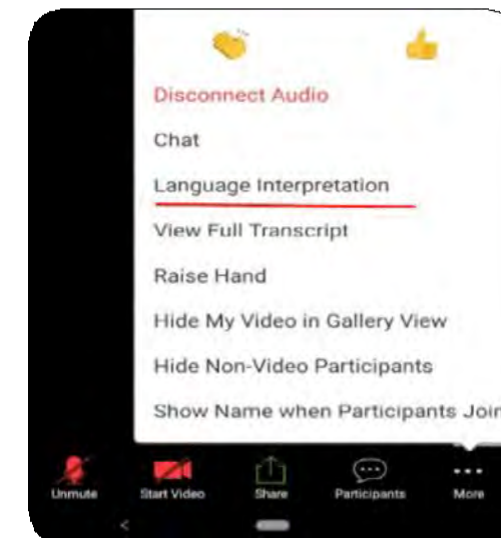 Disconnect Audio
Chat
Language Interpretation
View Full Transcript
Raise Hand
Hide My Video in Gallery View
Hide Non-Video Participants
Show Name when Participants Join
Unmute Start Video Share Participants More